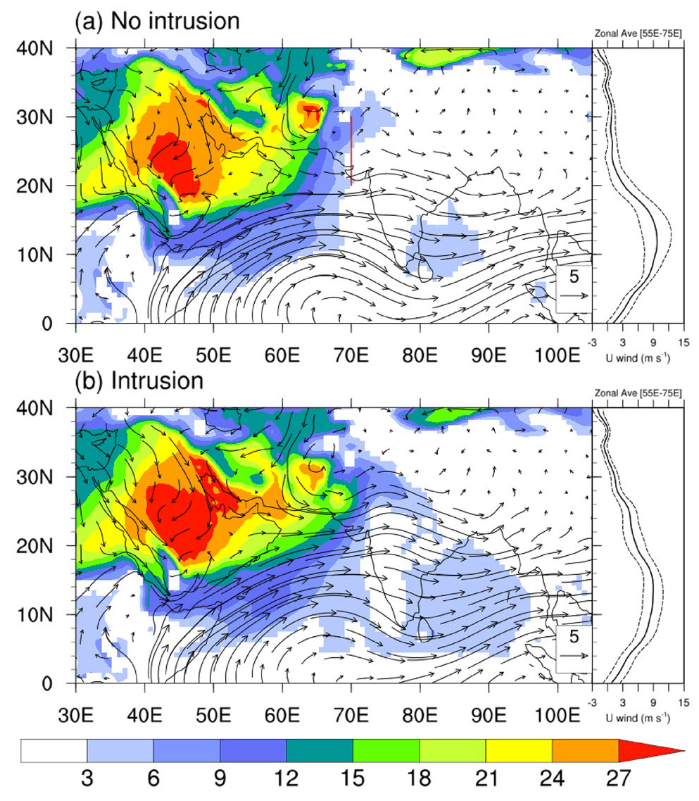 (a) No intrusion
Zonal Ave [55E-75E]
40N
30N
20N
10N
0
5
30E 40E 50E 60E 70E 80E 90E 100E
-3 3 9 15
U wind (m s⁻¹)
(b) Intrusion
Zonal Ave [55E-75E]
40N
30N
20N
10N
0
5
30E 40E 50E 60E 70E 80E 90E 100E
-3 3 9 15
U wind (m s⁻¹)
3 6 9 12 15 18 21 24 27